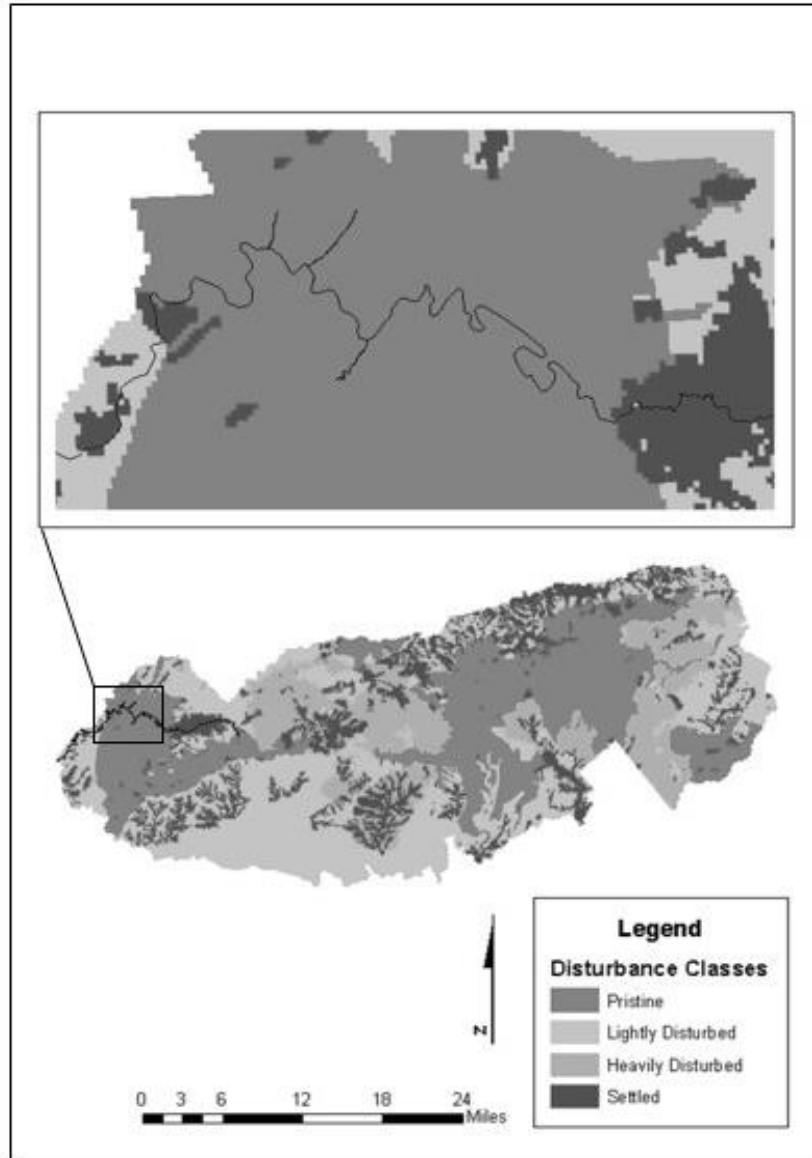 Legend
Disturbance Classes
Pristine
Lightly Disturbed
Heavily Disturbed
Settled
N
0 3 6 12 18 24
Miles